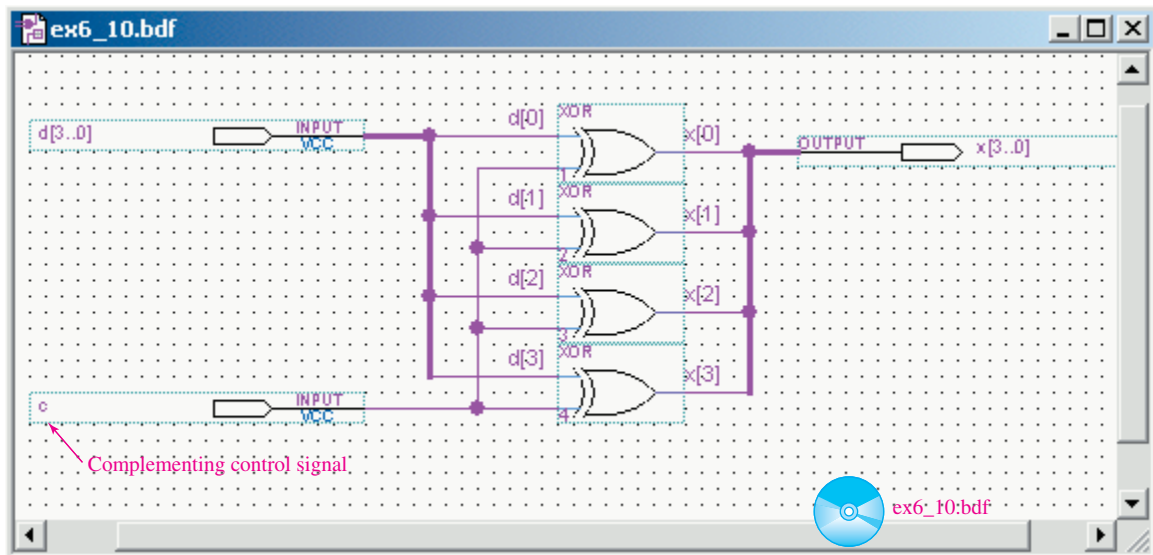 ex6_10.bdf
d[3..0]
INPUT
VCC
d[0]
XOR
1
x[0]
OUTPUT
x[3..0]
d[1]
XOR
2
x[1]
d[2]
XOR
3
x[2]
d[3]
XOR
4
x[3]
c
INPUT
VCC
Complementing control signal
ex6_10.bdf